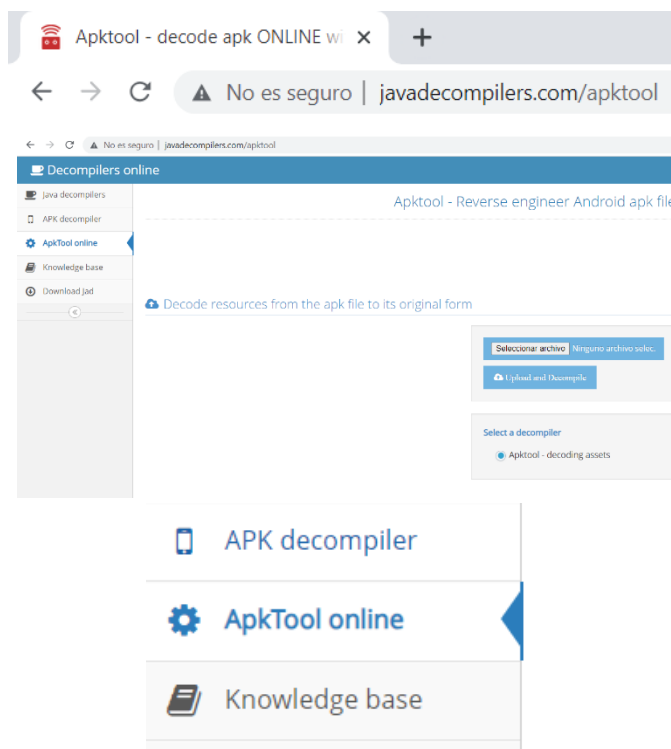 Apktool - decode apk ONLINE wi
No es seguro | javadecompilers.com/apktool
No es seguro | javadecompilers.com/apktool
Decompilers online
Java decompilers
APK decompiler
ApkTool online
Knowledge base
Download Jad
Apktool - Reverse engineer Android apk file
Decode resources from the apk file to its original form
Seleccionar archivo Ninguno archivo selec.
Upload and Decompile
Select a decompiler
Apktool - decoding assets
APK decompiler
ApkTool online
Knowledge base